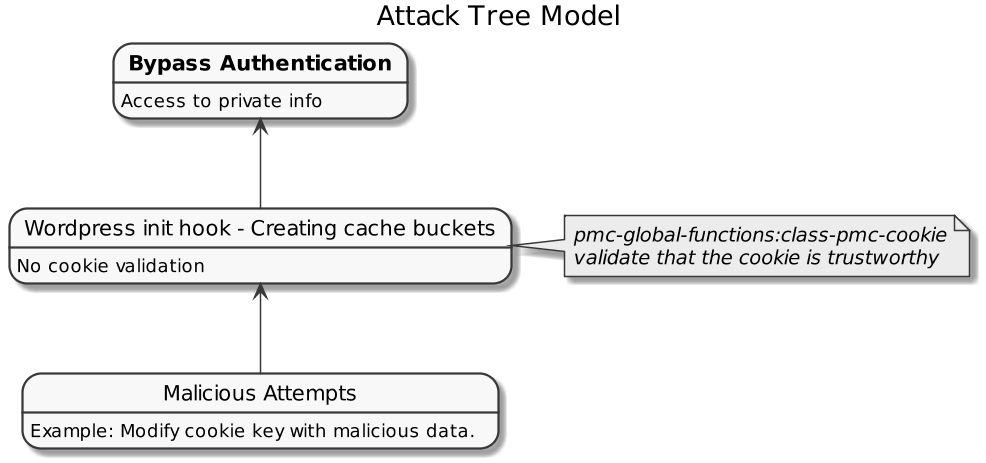 Attack Tree Model
Bypass Authentication
Access to private info
Wordpress init hook - Creating cache buckets
No cookie validation
pmc-global-functions:class-pmc-cookie
validate that the cookie is trustworthy
Malicious Attempts
Example: Modify cookie key with malicious data.